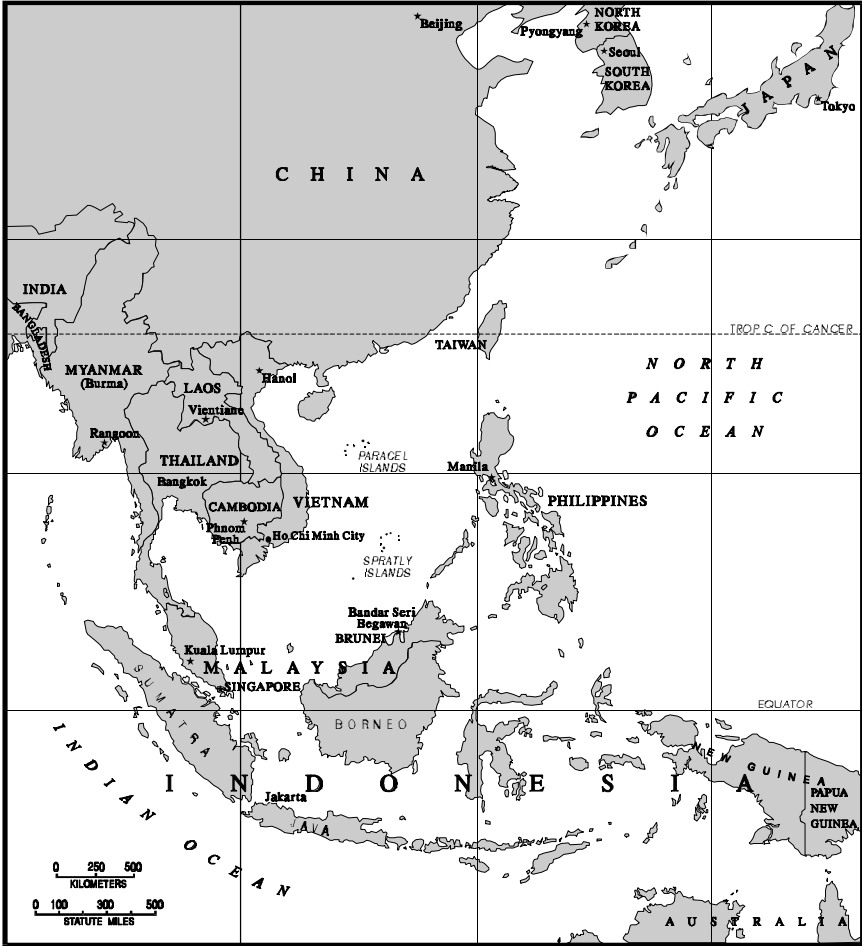 Beijing
NORTH
KOREA
Pyongyang
Seoul
SOUTH
KOREA
JAPAN
Tokyo
CHINA
INDIA
BANGLADESH
TROPIC OF CANCER
TAIWAN
MYANMAR
(Burma)
NORTH
PACIFIC
OCEAN
Hanoi
LAOS
Vientiane
Rangoon
THAILAND
PARACEL
ISLANDS
Manila
Bangkok
CAMBODIA
VIETNAM
PHILIPPINES
Phnom
Penh
Ho Chi Minh City
SPRATLY
ISLANDS
Bandar Seri
Begawan
BRUNEI
Kuala Lumpur
MALAYSIA
SINGAPORE
SUMATRA
EQUATOR
BORNEO
NEW GUINEA
INDIAN OCEAN
INDONESIA
PAPUA
NEW
GUINEA
Jakarta
JAVA
0 250 500
KILOMETERS
0 100 300 500
STATUTE MILES
AUSTRALIA